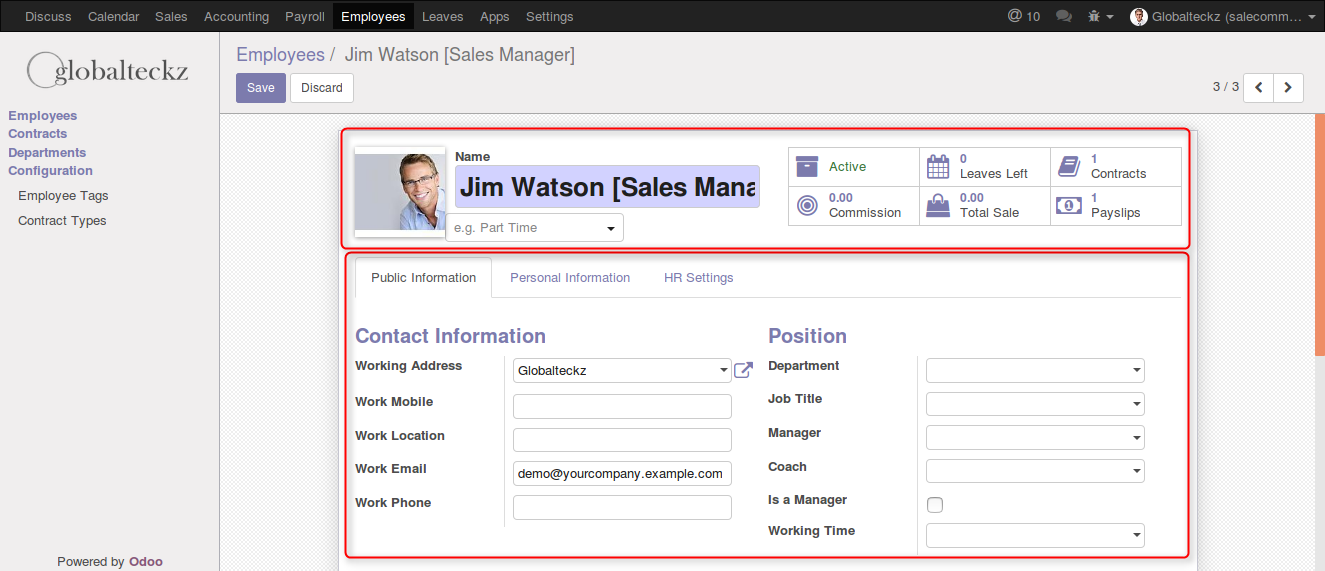 Discuss Calendar Sales Accounting Payroll Employees Leaves Apps Settings @ 10 Globalteckz (salecomm...
globalteckz
Employees / Jim Watson [Sales Manager]
Save Discard
3 / 3
Employees
Contracts
Departments
Configuration
Employee Tags
Contract Types
Name
Jim Watson [Sales Mana
e.g. Part Time
Active
0
Leaves Left
1
Contracts
0.00
Commission
0.00
Total Sale
1
Payslips
Public Information Personal Information HR Settings
Contact Information
Working Address Globalteckz
Work Mobile
Work Location
Work Email demo@yourcompany.example.com
Work Phone
Position
Department
Job Title
Manager
Coach
Is a Manager
Working Time
Powered by Odoo